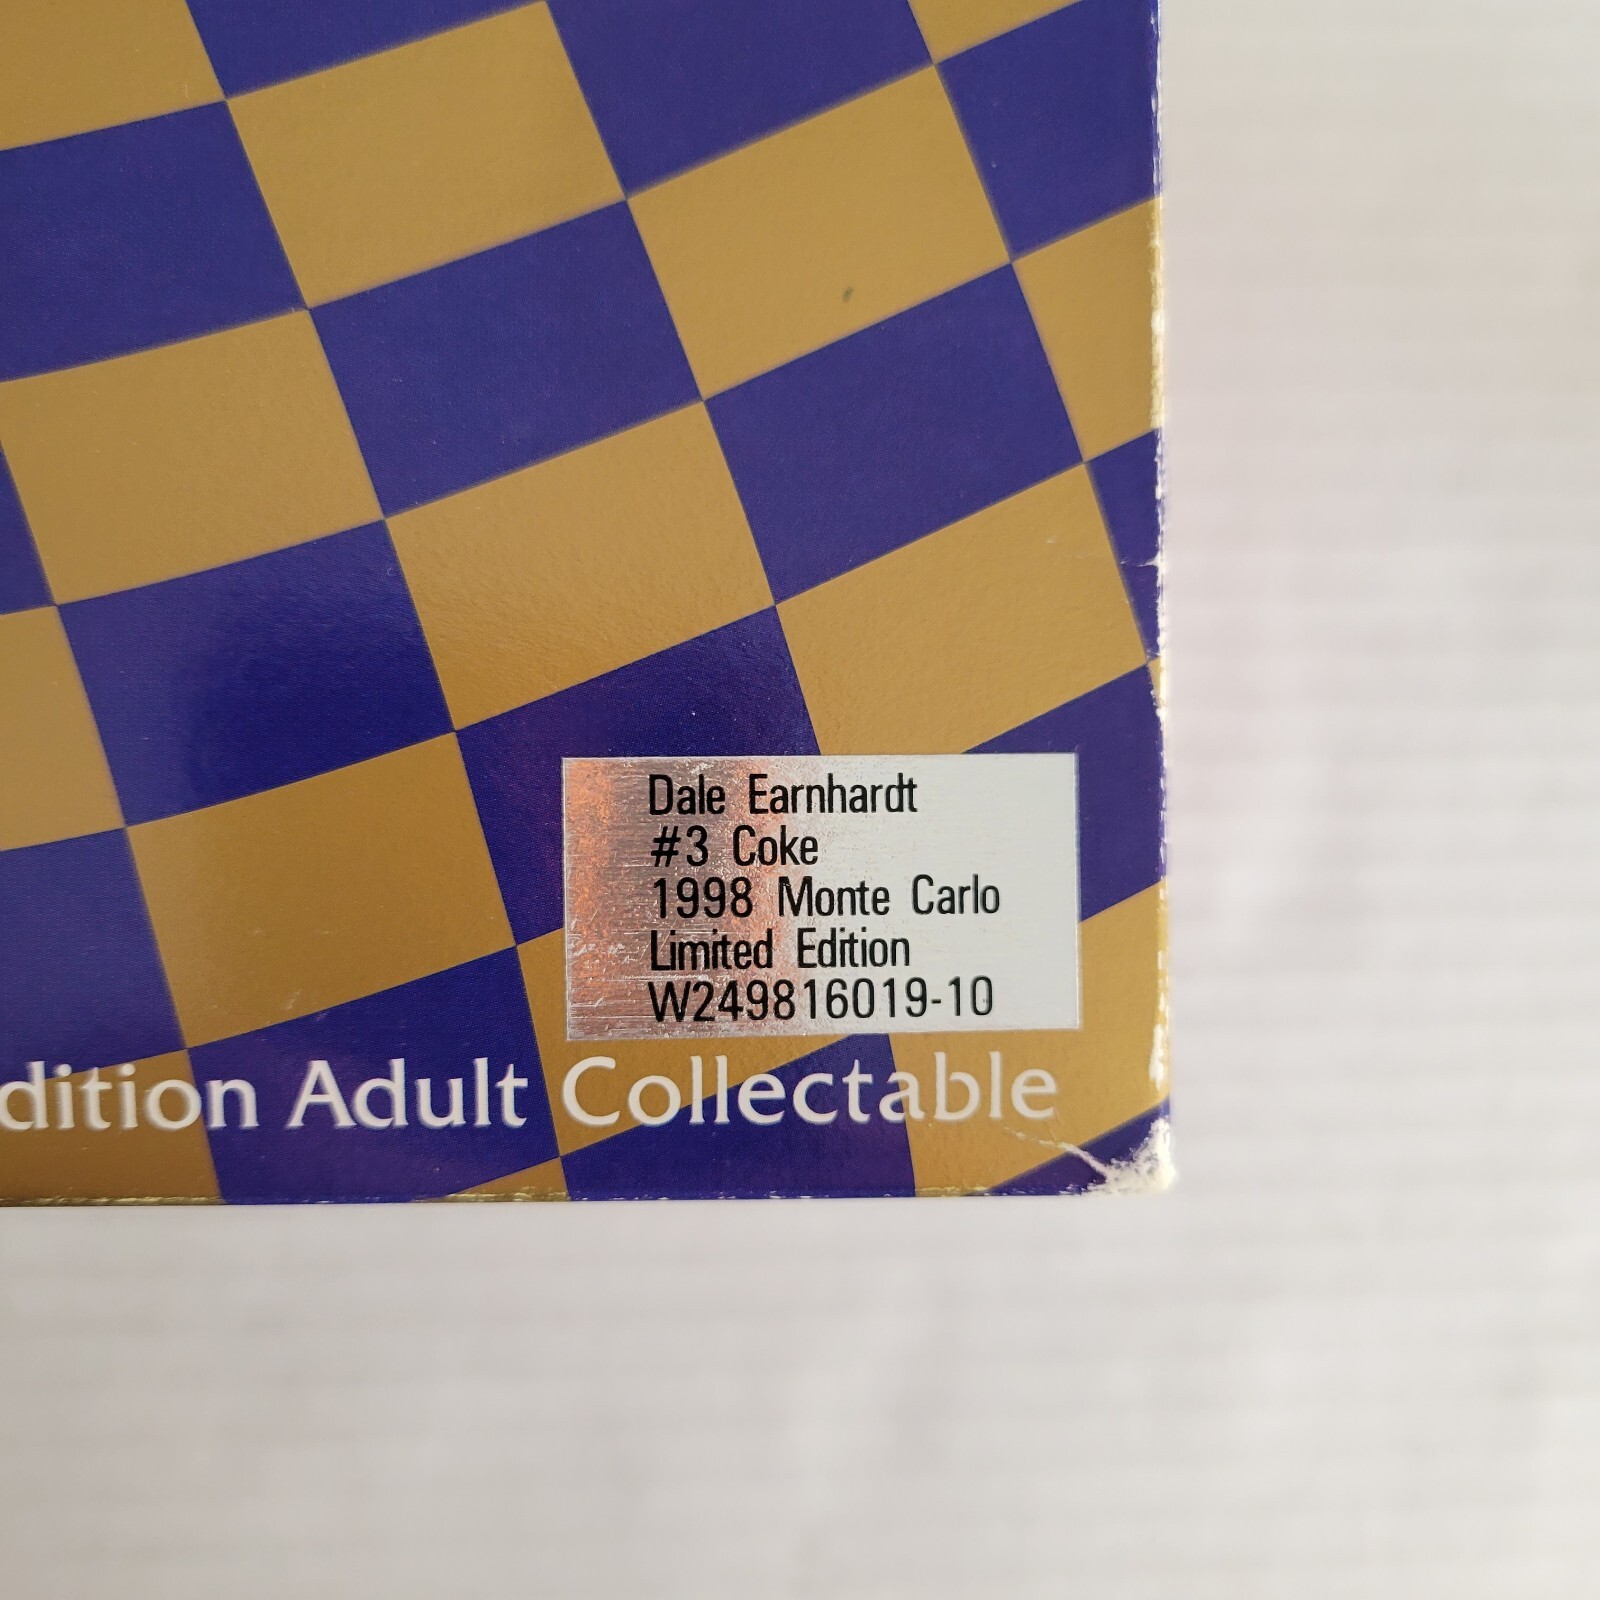 Dale Earnhardt
#3 Coke
1998 Monte Carlo
Limited Edition
W249816019-10
dition Adult Collectable